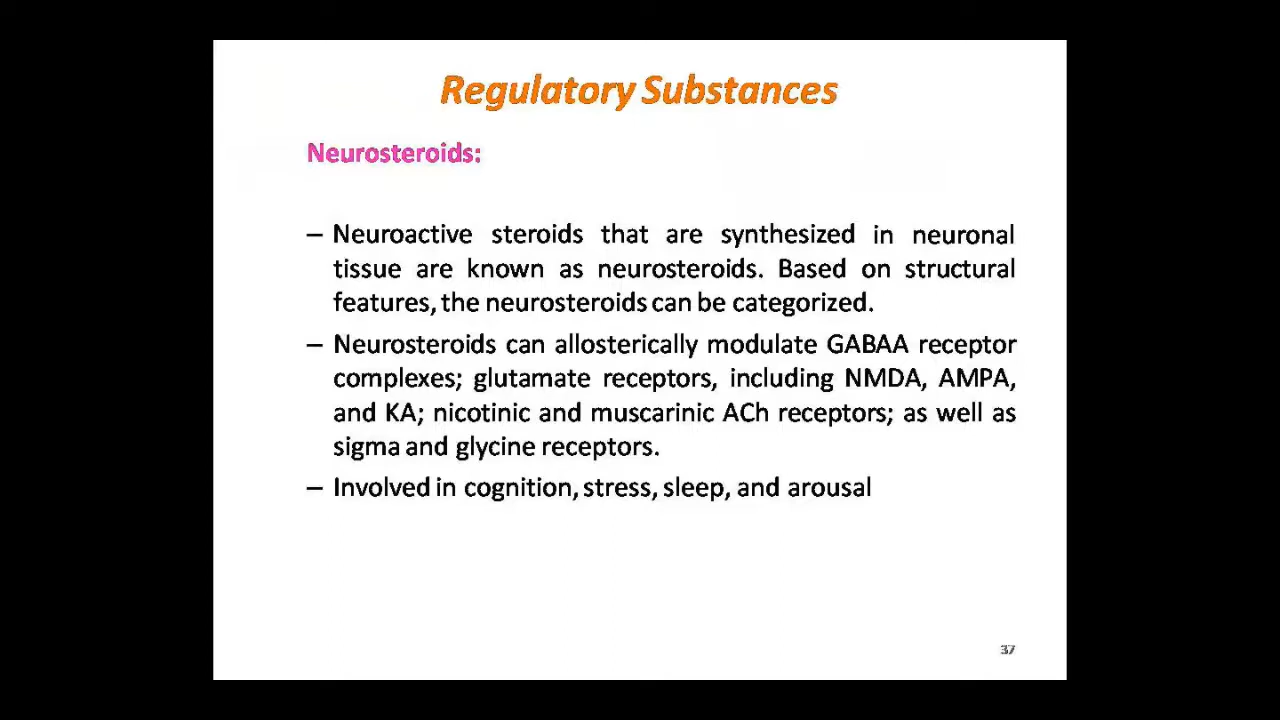 Regulatory Substances
Neurosteroids:
– Neuroactive steroids that are synthesized in neuronal
tissue are known as neurosteroids. Based on structural
features, the neurosteroids can be categorized.
– Neurosteroids can allosterically modulate GABAA receptor
complexes; glutamate receptors, including NMDA, AMPA,
and KA; nicotinic and muscarinic ACh receptors; as well as
sigma and glycine receptors.
– Involved in cognition, stress, sleep, and arousal
37